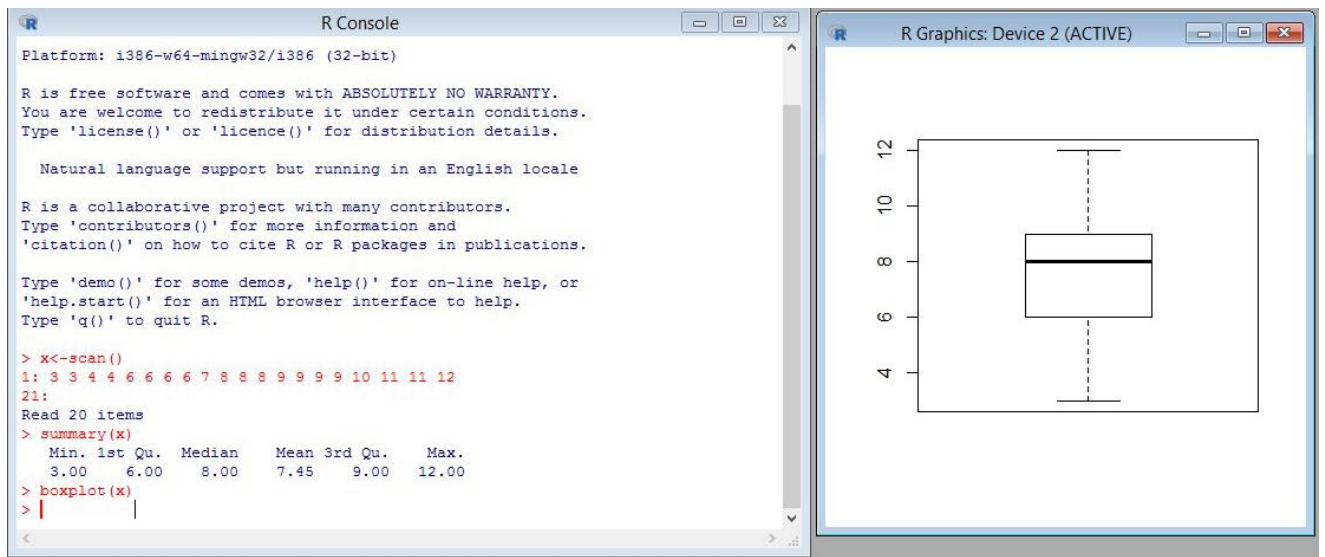 R Console
Platform: i386-w64-mingw32/i386 (32-bit)
R is free software and comes with ABSOLUTELY NO WARRANTY.
You are welcome to redistribute it under certain conditions.
Type 'license()' or 'licence()' for distribution details.
Natural language support but running in an English locale
R is a collaborative project with many contributors.
Type 'contributors()' for more information and
'citation()' on how to cite R or R packages in publications.
Type 'demo()' for some demos, 'help()' for on-line help, or
'help.start()' for an HTML browser interface to help.
Type 'q()' to quit R.
> x<-scan()
1: 3 3 4 4 6 6 6 6 7 8 8 8 9 9 9 9 10 11 11 12
21:
Read 20 items
> summary(x)
Min. 1st Qu. Median Mean 3rd Qu. Max.
3.00 6.00 8.00 7.45 9.00 12.00
> boxplot(x)
>
R Graphics: Device 2 (ACTIVE)
12
10
8
6
4